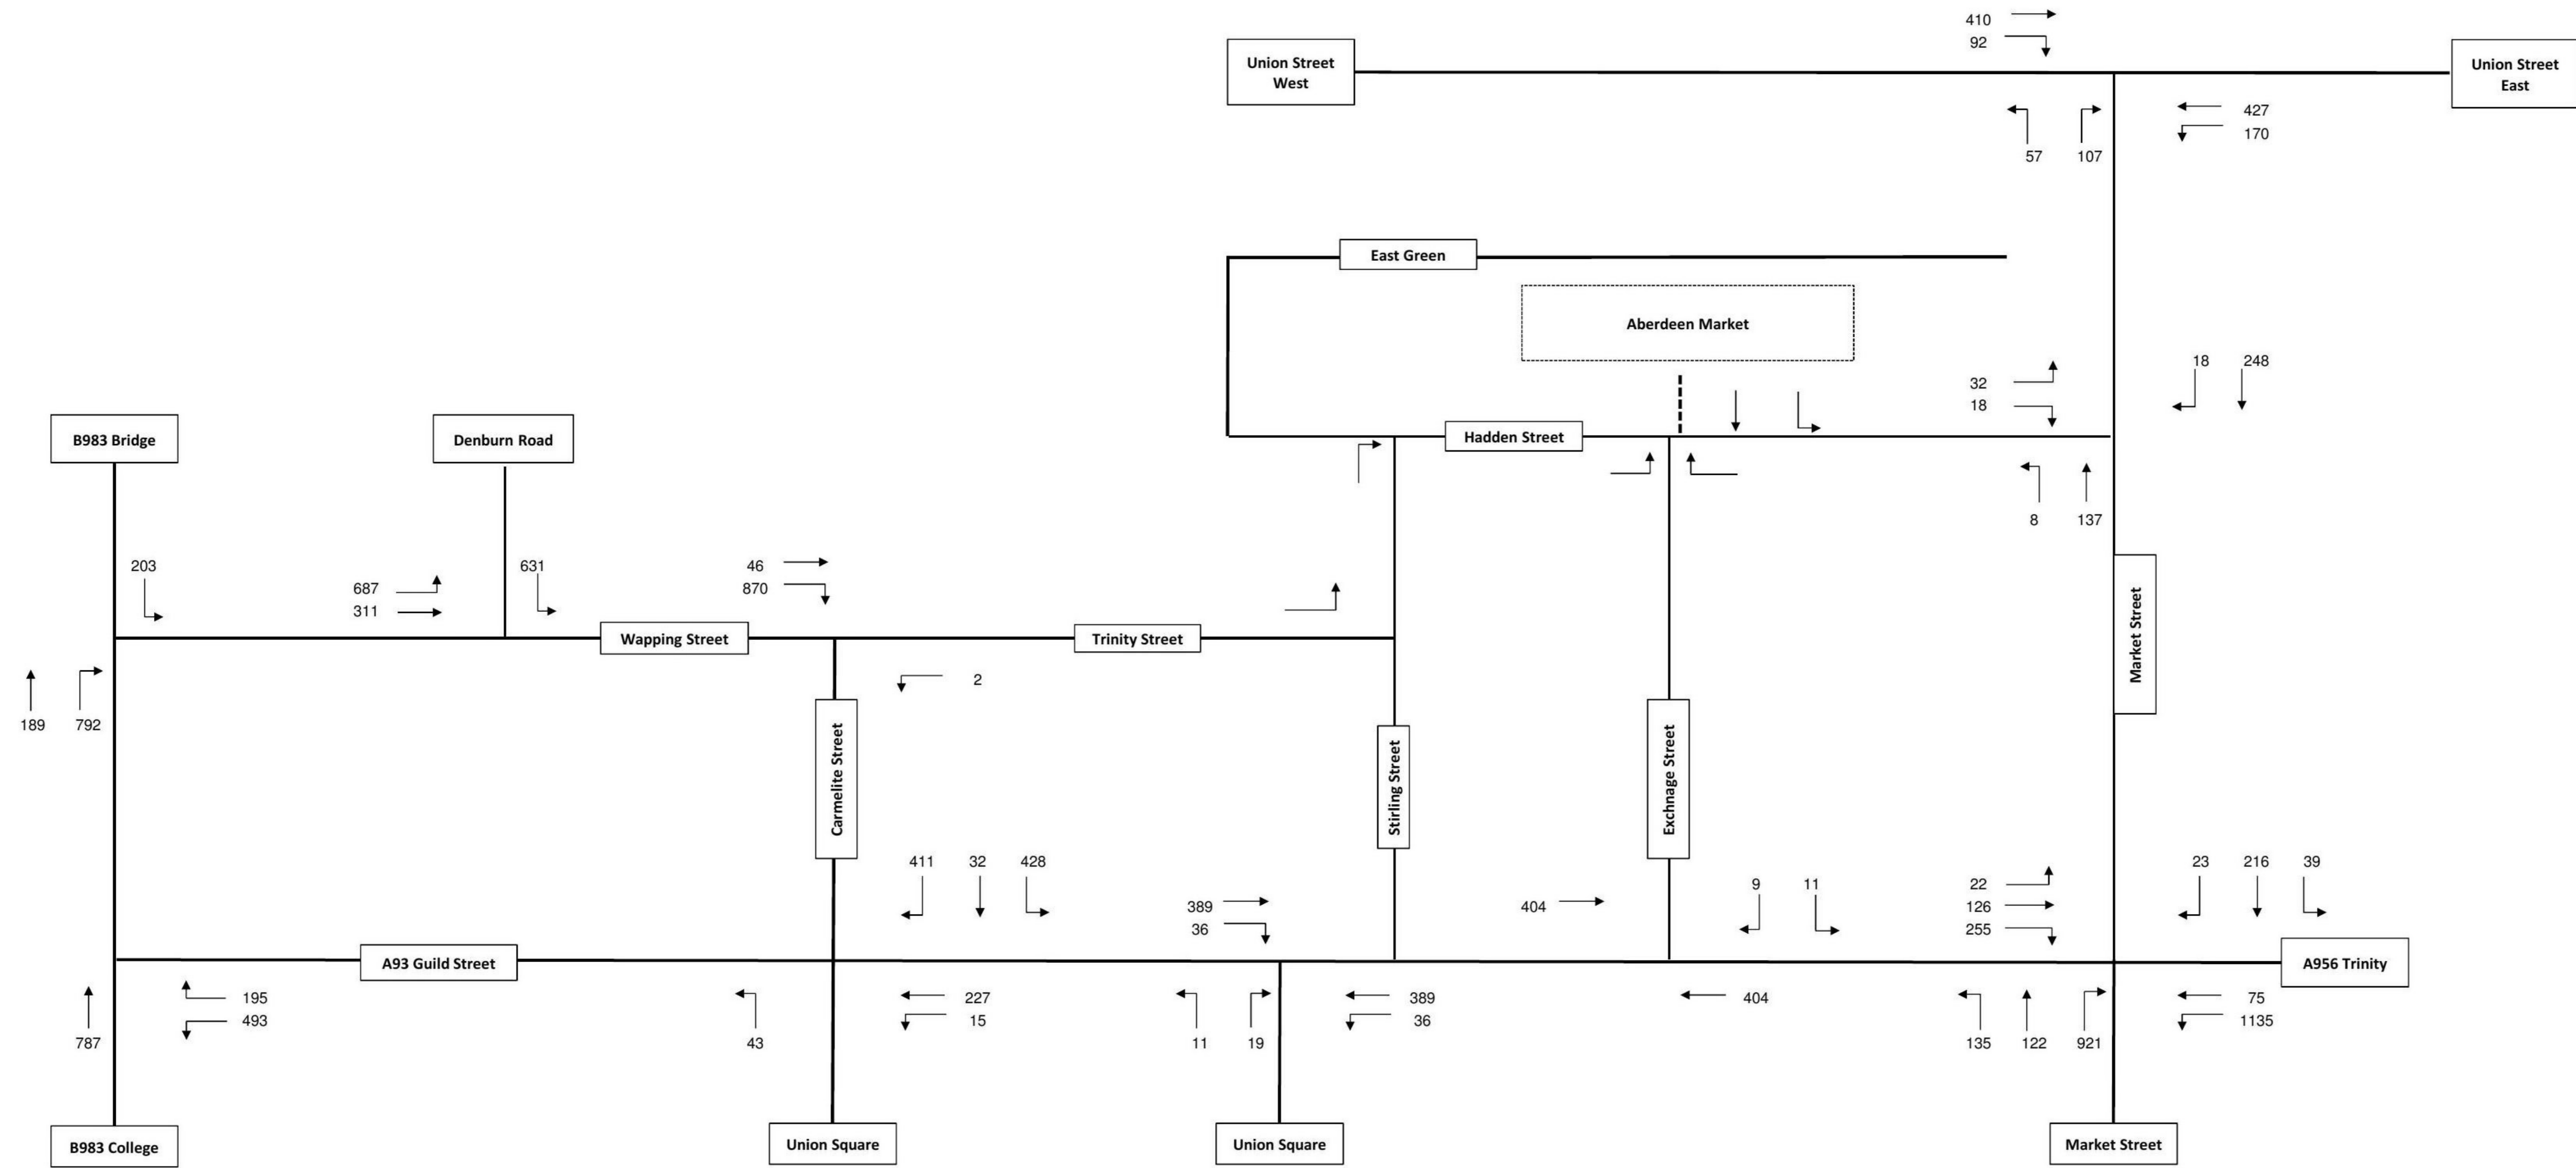 410
92
Union Street
West
Union Street
East
427
170
57 107
East Green
Aberdeen Market
18 248
32
18
B983 Bridge
Denburn Road
Hadden Street
8 137
203
687
311
631
46
870
Wapping Street
Trinity Street
Market Street
2
189 792
Carmelite Street
Stirling Street
Exchnage Street
411 32 428
389
36
404
9 11
22
126
255
23 216 39
A93 Guild Street
A956 Trinity
195
493
787
43
227
15
11 19
389
36
404
135 122 921
75
1135
B983 College
Union Square
Union Square
Market Street